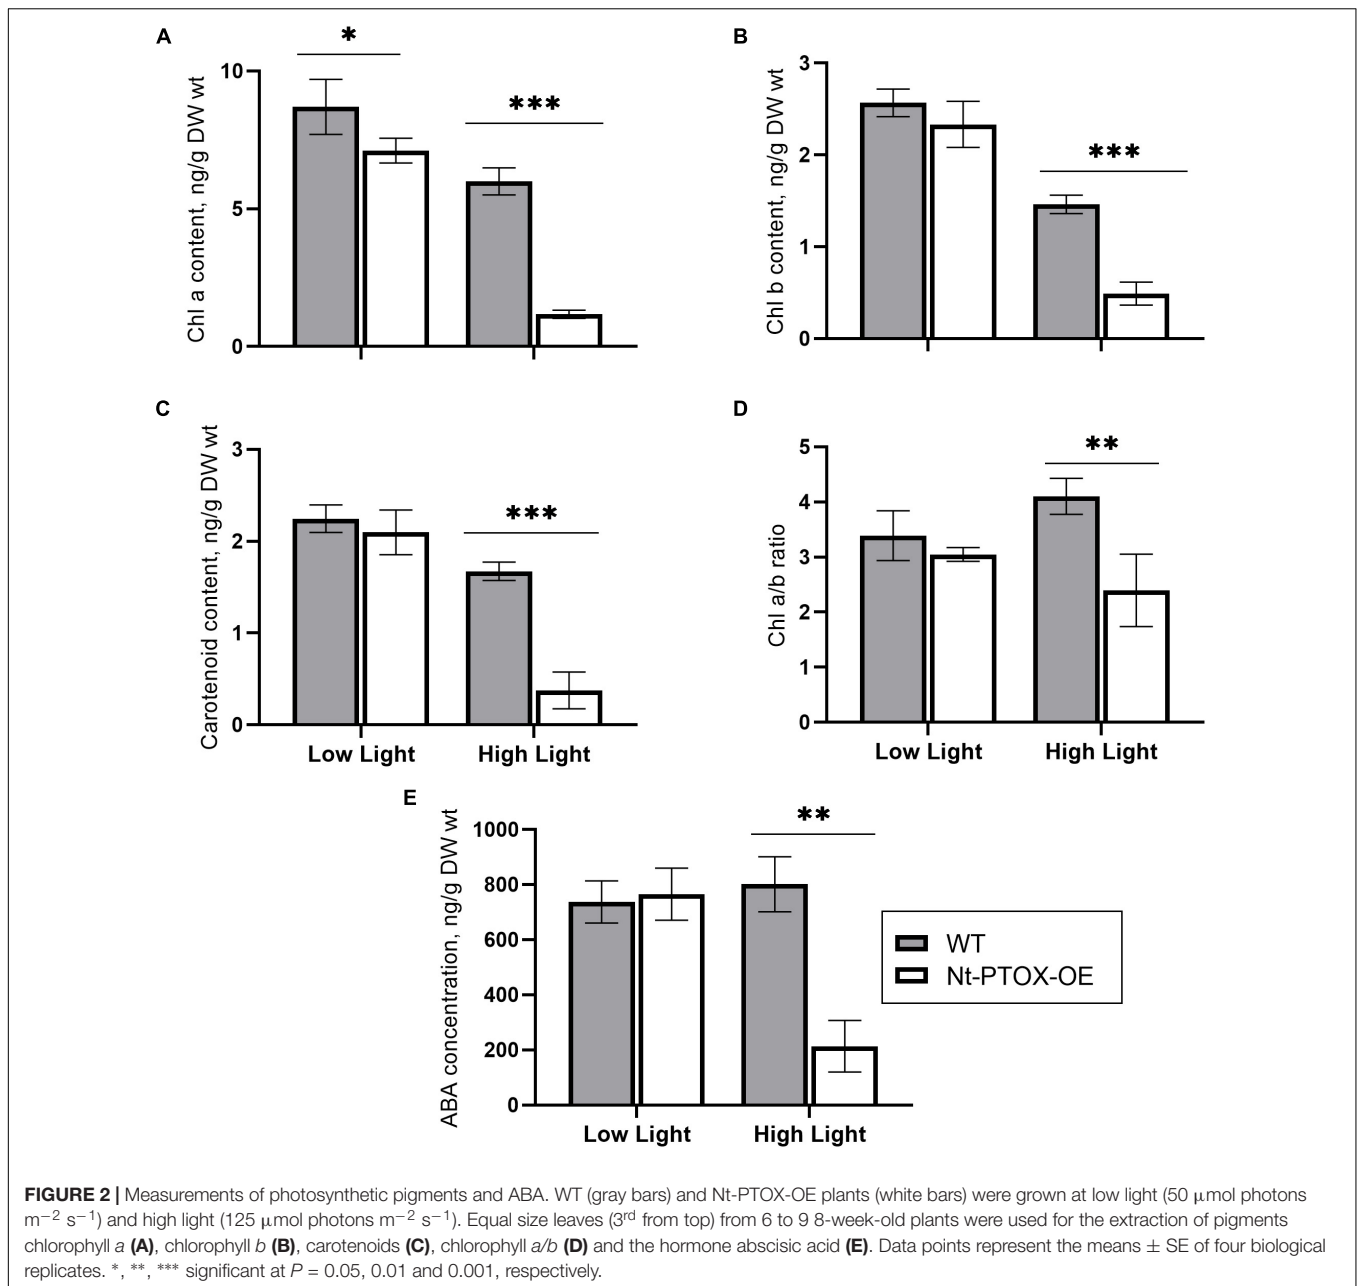 A
Chl a content, ng/g DW wt
10
5
0
*
***
B
Chl b content, ng/g DW wt
3
2
1
0
***
C
Carotenoid content, ng/g DW wt
3
2
1
0
***
Low Light
High Light
D
Chl a/b ratio
5
4
3
2
1
0
**
Low Light
High Light
E
ABA concentration, ng/g DW wt
1000
800
600
400
200
0
**
Low Light
High Light
WT
Nt-PTOX-OE
FIGURE 2 | Measurements of photosynthetic pigments and ABA. WT (gray bars) and Nt-PTOX-OE plants (white bars) were grown at low light (50 μmol photons
m−2 s−1) and high light (125 μmol photons m−2 s−1). Equal size leaves (3rd from top) from 6 to 9 8-week-old plants were used for the extraction of pigments
chlorophyll a (A), chlorophyll b (B), carotenoids (C), chlorophyll a/b (D) and the hormone abscisic acid (E). Data points represent the means ± SE of four biological
replicates. *, **, *** significant at P = 0.05, 0.01 and 0.001, respectively.